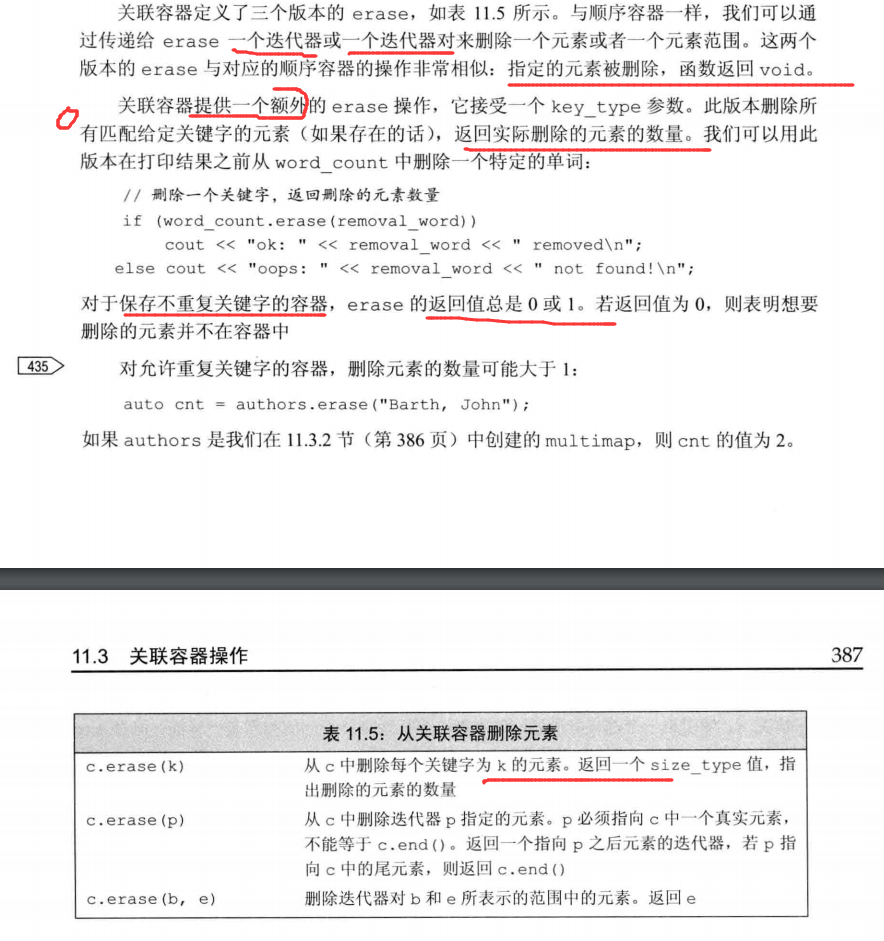 关联容器定义了三个版本的 erase，如表 11.5 所示。与顺序容器一样，我们可以通
过传递给 erase 一个迭代器或一个迭代器对来删除一个元素或者一个元素范围。这两个
版本的 erase 与对应的顺序容器的操作非常相似：指定的元素被删除，函数返回 void。
关联容器提供一个额外的 erase 操作，它接受一个 key_type 参数。此版本删除所
有匹配给定关键字的元素（如果存在的话），返回实际删除的元素的数量。我们可以用此
版本在打印结果之前从 word_count 中删除一个特定的单词：
// 删除一个关键字，返回删除的元素数量
if (word_count.erase(removal_word))
cout << "ok: " << removal_word << " removed\n";
else cout << "oops: " << removal_word << " not found!\n";
对于保存不重复关键字的容器，erase 的返回值总是 0 或 1。若返回值为 0，则表明想要
删除的元素并不在容器中
435 对允许重复关键字的容器，删除元素的数量可能大于 1：
auto cnt = authors.erase("Barth, John");
如果 authors 是我们在 11.3.2 节（第 386 页）中创建的 multimap，则 cnt 的值为 2。
11.3 关联容器操作 387
表 11.5：从关联容器删除元素
c.erase(k) 从 c 中删除每个关键字为 k 的元素。返回一个 size_type 值，指
出删除的元素的数量
c.erase(p) 从 c 中删除迭代器 p 指定的元素。p 必须指向 c 中一个真实元素，
不能等于 c.end()。返回一个指向 p 之后元素的迭代器，若 p 指
向 c 中的尾元素，则返回 c.end()
c.erase(b, e) 删除迭代器对 b 和 e 所表示的范围中的元素。返回 e